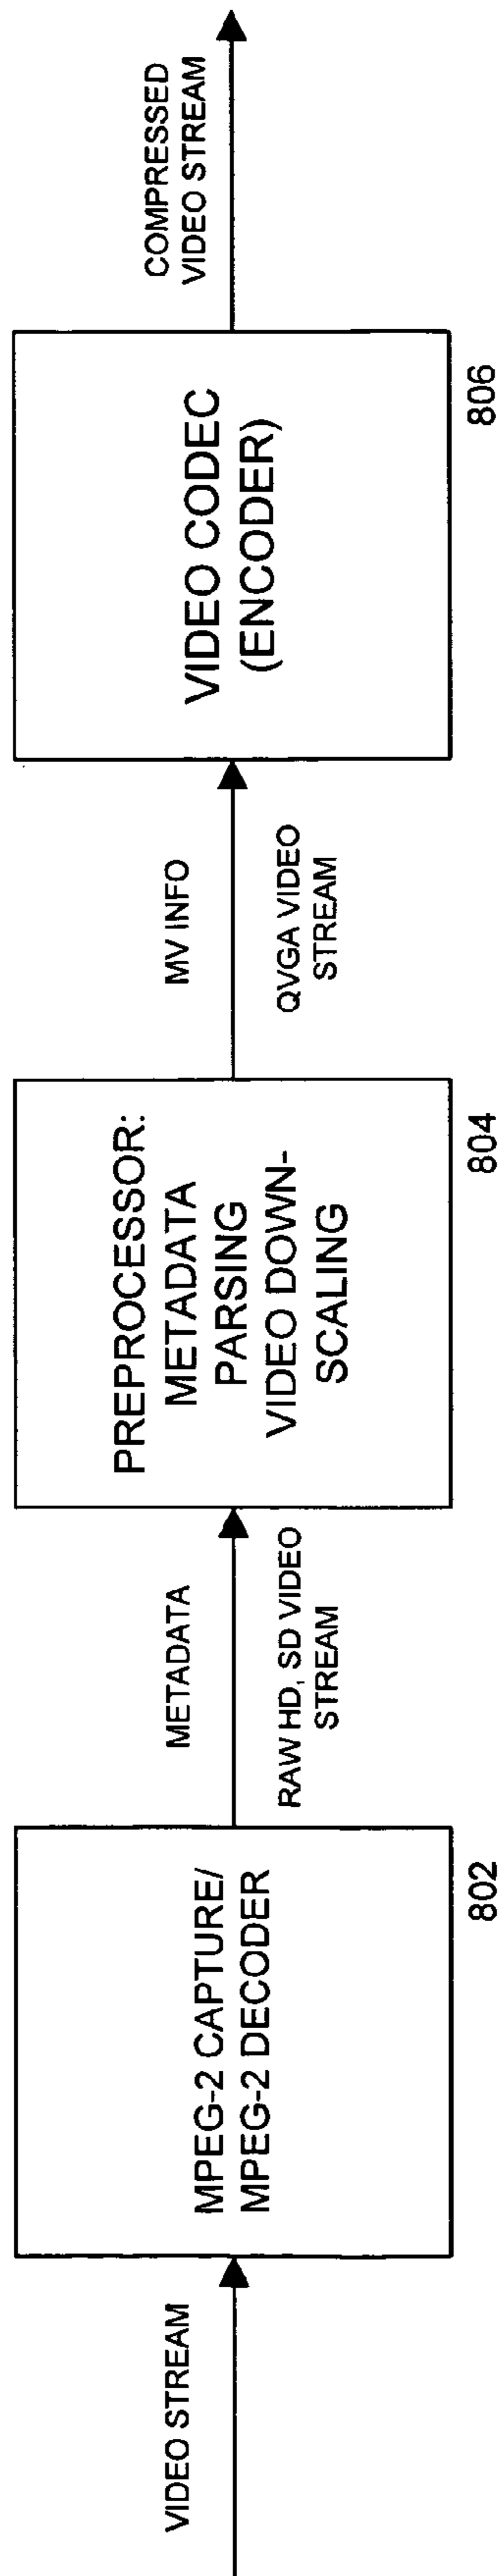 VIDEO STREAM
MPEG-2 CAPTURE/
MPEG-2 DECODER
802
METADATA
RAW HD, SD VIDEO
STREAM
PREPROCESSOR:
METADATA
PARSING
VIDEO DOWN-
SCALING
804
MV INFO
QVGA VIDEO
STREAM
VIDEO CODEC
(ENCODER)
806
COMPRESSED
VIDEO STREAM